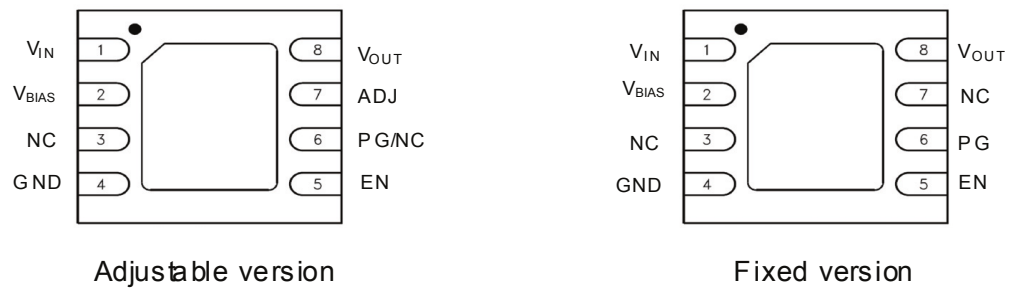 VIN 1 8 VOUT
VBIAS 2 7 ADJ
NC 3 6 PG/NC
GND 4 5 EN
Adjustable version
VIN 1 8 VOUT
VBIAS 2 7 NC
NC 3 6 PG
GND 4 5 EN
Fixed version